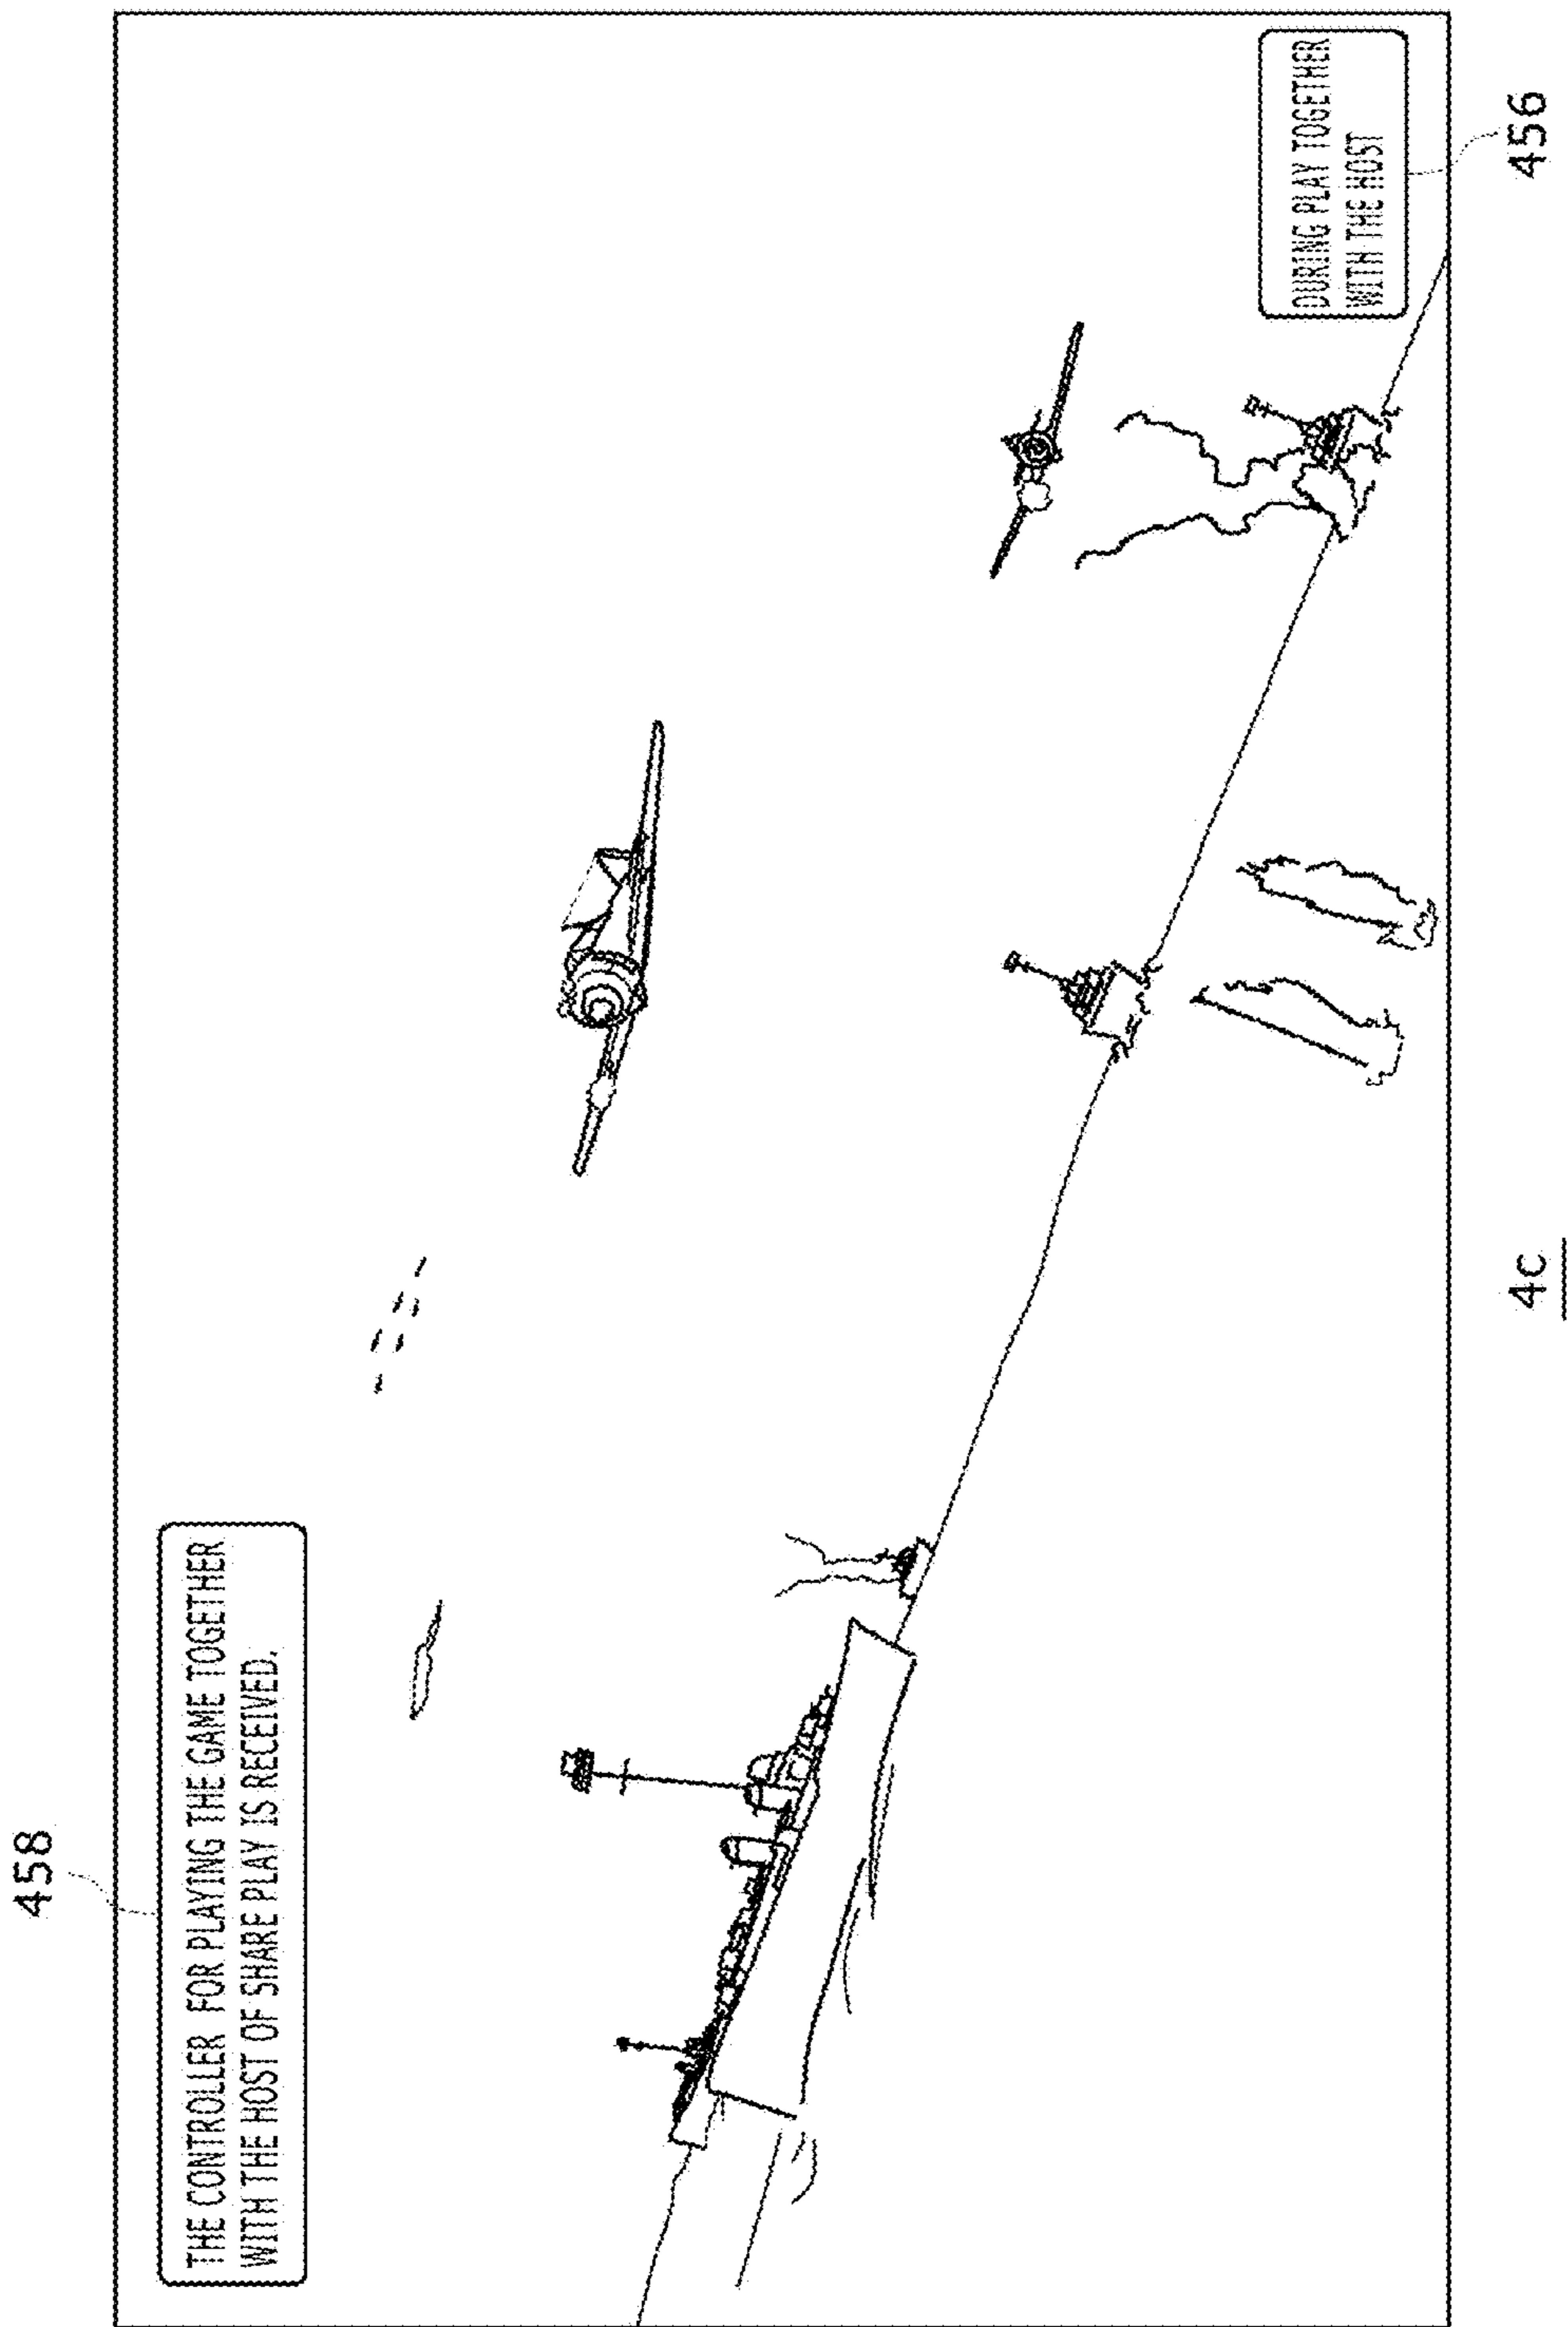 458
THE CONTROLLER FOR PLAYING THE GAME TOGETHER
WITH THE HOST OF SHARE PLAY IS RECEIVED.
DURING PLAY TOGETHER
WITH THE HOST
456
4c